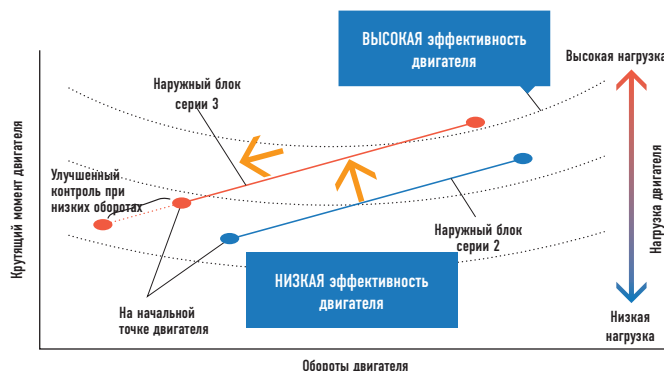 ВЫСОКАЯ эффективность
двигателя
Высокая нагрузка
Наружный блок
серии 3
Улучшенный
контроль при
низких оборотах
Крутящий момент двигателя
Нагрузка двигателя
Наружный блок
серии 2
НИЗКАЯ эффективность
двигателя
На начальной
точке двигателя
Низкая
нагрузка
Обороты двигателя